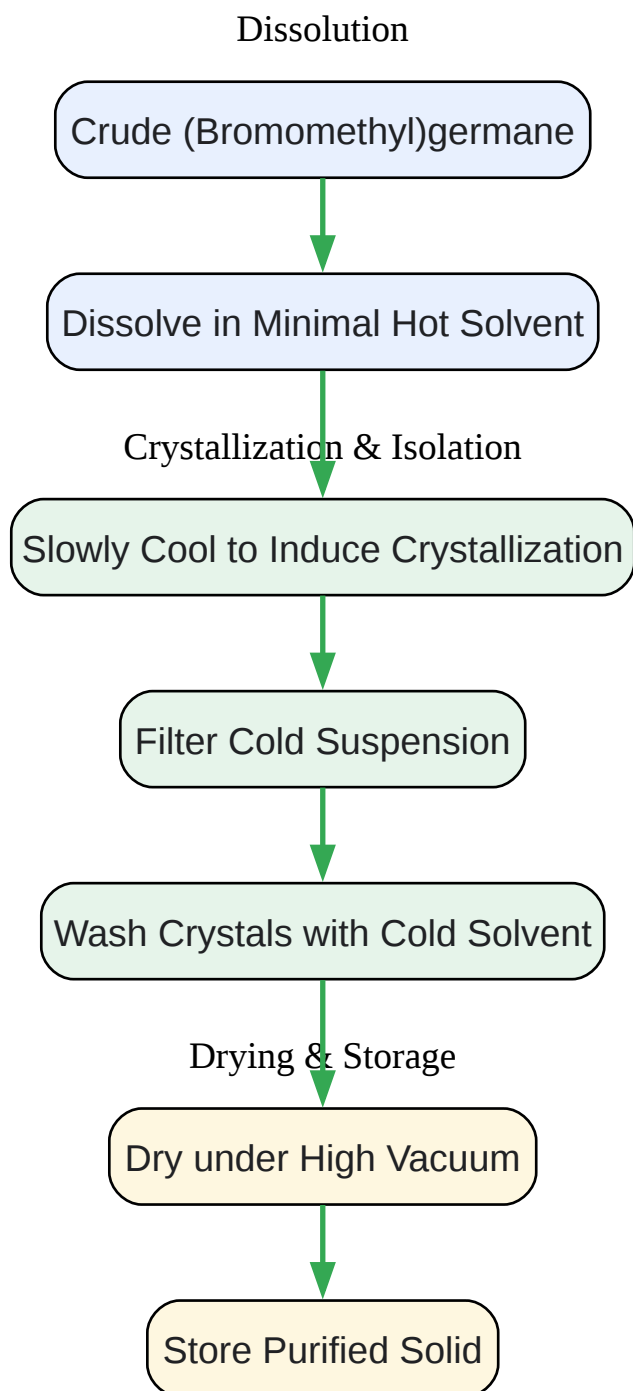 Dissolution
Crude (Bromomethyl)germane
Dissolve in Minimal Hot Solvent
Crystallization & Isolation
Slowly Cool to Induce Crystallization
Filter Cold Suspension
Wash Crystals with Cold Solvent
Drying & Storage
Dry under High Vacuum
Store Purified Solid